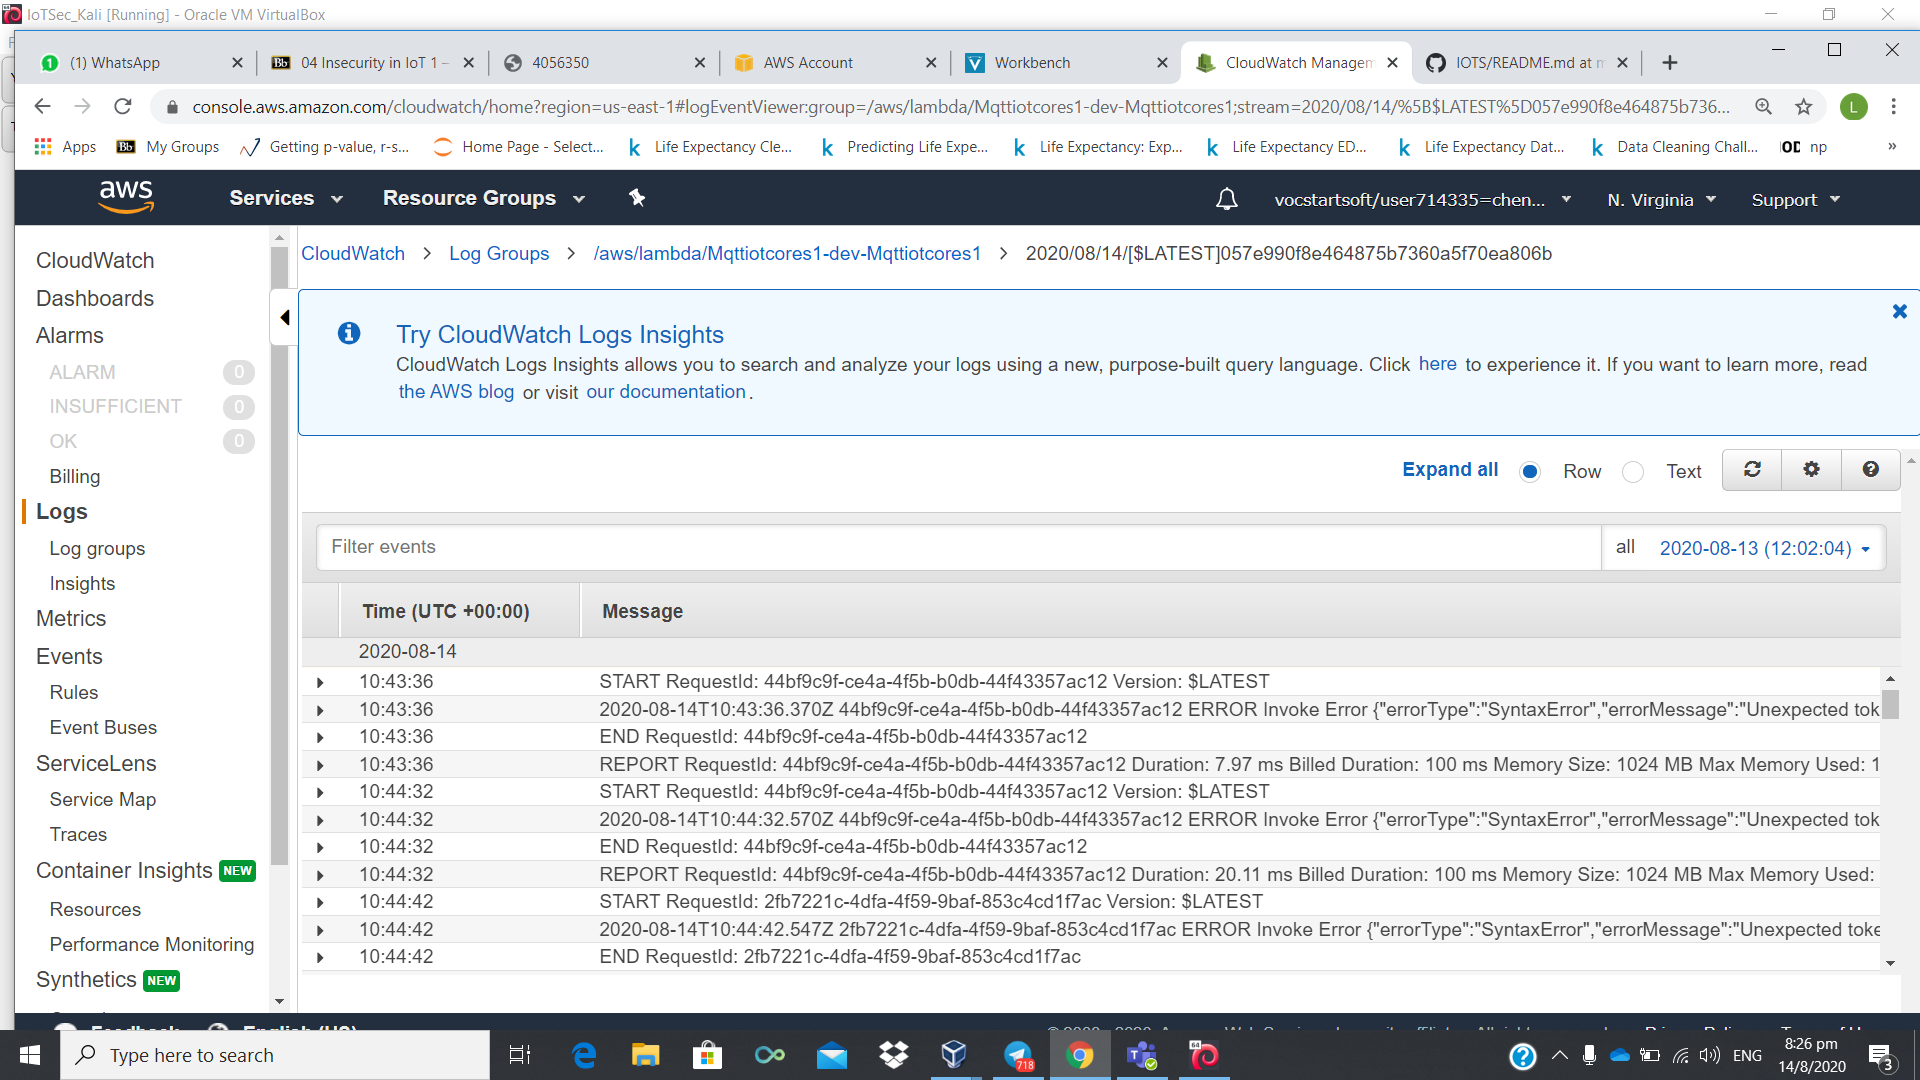 IoTSec_Kali [Running] - Oracle VM VirtualBox
(1) WhatsApp
04 Insecurity in IoT 1 –
4056350
AWS Account
Workbench
CloudWatch Managem
IOTS/README.md at m
console.aws.amazon.com/cloudwatch/home?region=us-east-1#logEventViewer:group=/aws/lambda/Mqttiotcores1-dev-Mqttiotcores1;stream=2020/08/14/%5B$LATEST%5D057e990f8e464875b736...
L
Apps
My Groups
Getting p-value, r-s...
Home Page - Select...
Life Expectancy Cle...
Predicting Life Expe...
Life Expectancy: Exp...
Life Expectancy ED...
Life Expectancy Dat...
Data Cleaning Chall...
np
»
aws
Services
Resource Groups
vocstartsoft/user714335=chen...
N. Virginia
Support
CloudWatch
Dashboards
Alarms
ALARM 0
INSUFFICIENT 0
OK 0
Billing
Logs
Log groups
Insights
Metrics
Events
Rules
Event Buses
ServiceLens
Service Map
Traces
Container Insights NEW
Resources
Performance Monitoring
Synthetics NEW
CloudWatch > Log Groups > /aws/lambda/Mqttiotcores1-dev-Mqttiotcores1 > 2020/08/14/[$LATEST]057e990f8e464875b7360a5f70ea806b
Try CloudWatch Logs Insights
CloudWatch Logs Insights allows you to search and analyze your logs using a new, purpose-built query language. Click here to experience it. If you want to learn more, read
the AWS blog or visit our documentation.
Expand all
Row
Text
Filter events
all 2020-08-13 (12:02:04)
Time (UTC +00:00) Message
2020-08-14
10:43:36 START RequestId: 44bf9c9f-ce4a-4f5b-b0db-44f43357ac12 Version: $LATEST
10:43:36 2020-08-14T10:43:36.370Z 44bf9c9f-ce4a-4f5b-b0db-44f43357ac12 ERROR Invoke Error {"errorType":"SyntaxError","errorMessage":"Unexpected tok
10:43:36 END RequestId: 44bf9c9f-ce4a-4f5b-b0db-44f43357ac12
10:43:36 REPORT RequestId: 44bf9c9f-ce4a-4f5b-b0db-44f43357ac12 Duration: 7.97 ms Billed Duration: 100 ms Memory Size: 1024 MB Max Memory Used: 1
10:44:32 START RequestId: 44bf9c9f-ce4a-4f5b-b0db-44f43357ac12 Version: $LATEST
10:44:32 2020-08-14T10:44:32.570Z 44bf9c9f-ce4a-4f5b-b0db-44f43357ac12 ERROR Invoke Error {"errorType":"SyntaxError","errorMessage":"Unexpected tok
10:44:32 END RequestId: 44bf9c9f-ce4a-4f5b-b0db-44f43357ac12
10:44:32 REPORT RequestId: 44bf9c9f-ce4a-4f5b-b0db-44f43357ac12 Duration: 20.11 ms Billed Duration: 100 ms Memory Size: 1024 MB Max Memory Used:
10:44:42 START RequestId: 2fb7221c-4dfa-4f59-9baf-853c4cd1f7ac Version: $LATEST
10:44:42 2020-08-14T10:44:42.547Z 2fb7221c-4dfa-4f59-9baf-853c4cd1f7ac ERROR Invoke Error {"errorType":"SyntaxError","errorMessage":"Unexpected toke
10:44:42 END RequestId: 2fb7221c-4dfa-4f59-9baf-853c4cd1f7ac
Feedback
English (US)
Type here to search
718
ENG
8:26 pm
14/8/2020
3